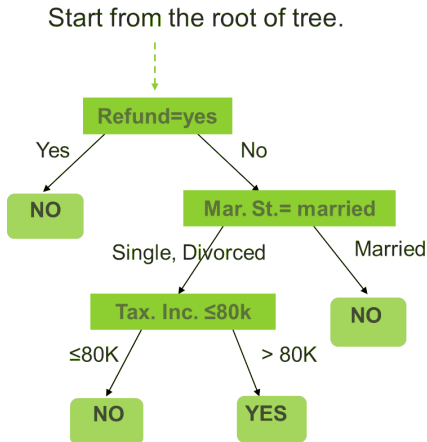 Start from the root of tree.
Refund=yes
Yes
No
NO
Mar. St.= married
Single, Divorced
Married
Tax. Inc. ≤80k
NO
≤80K
> 80K
NO
YES